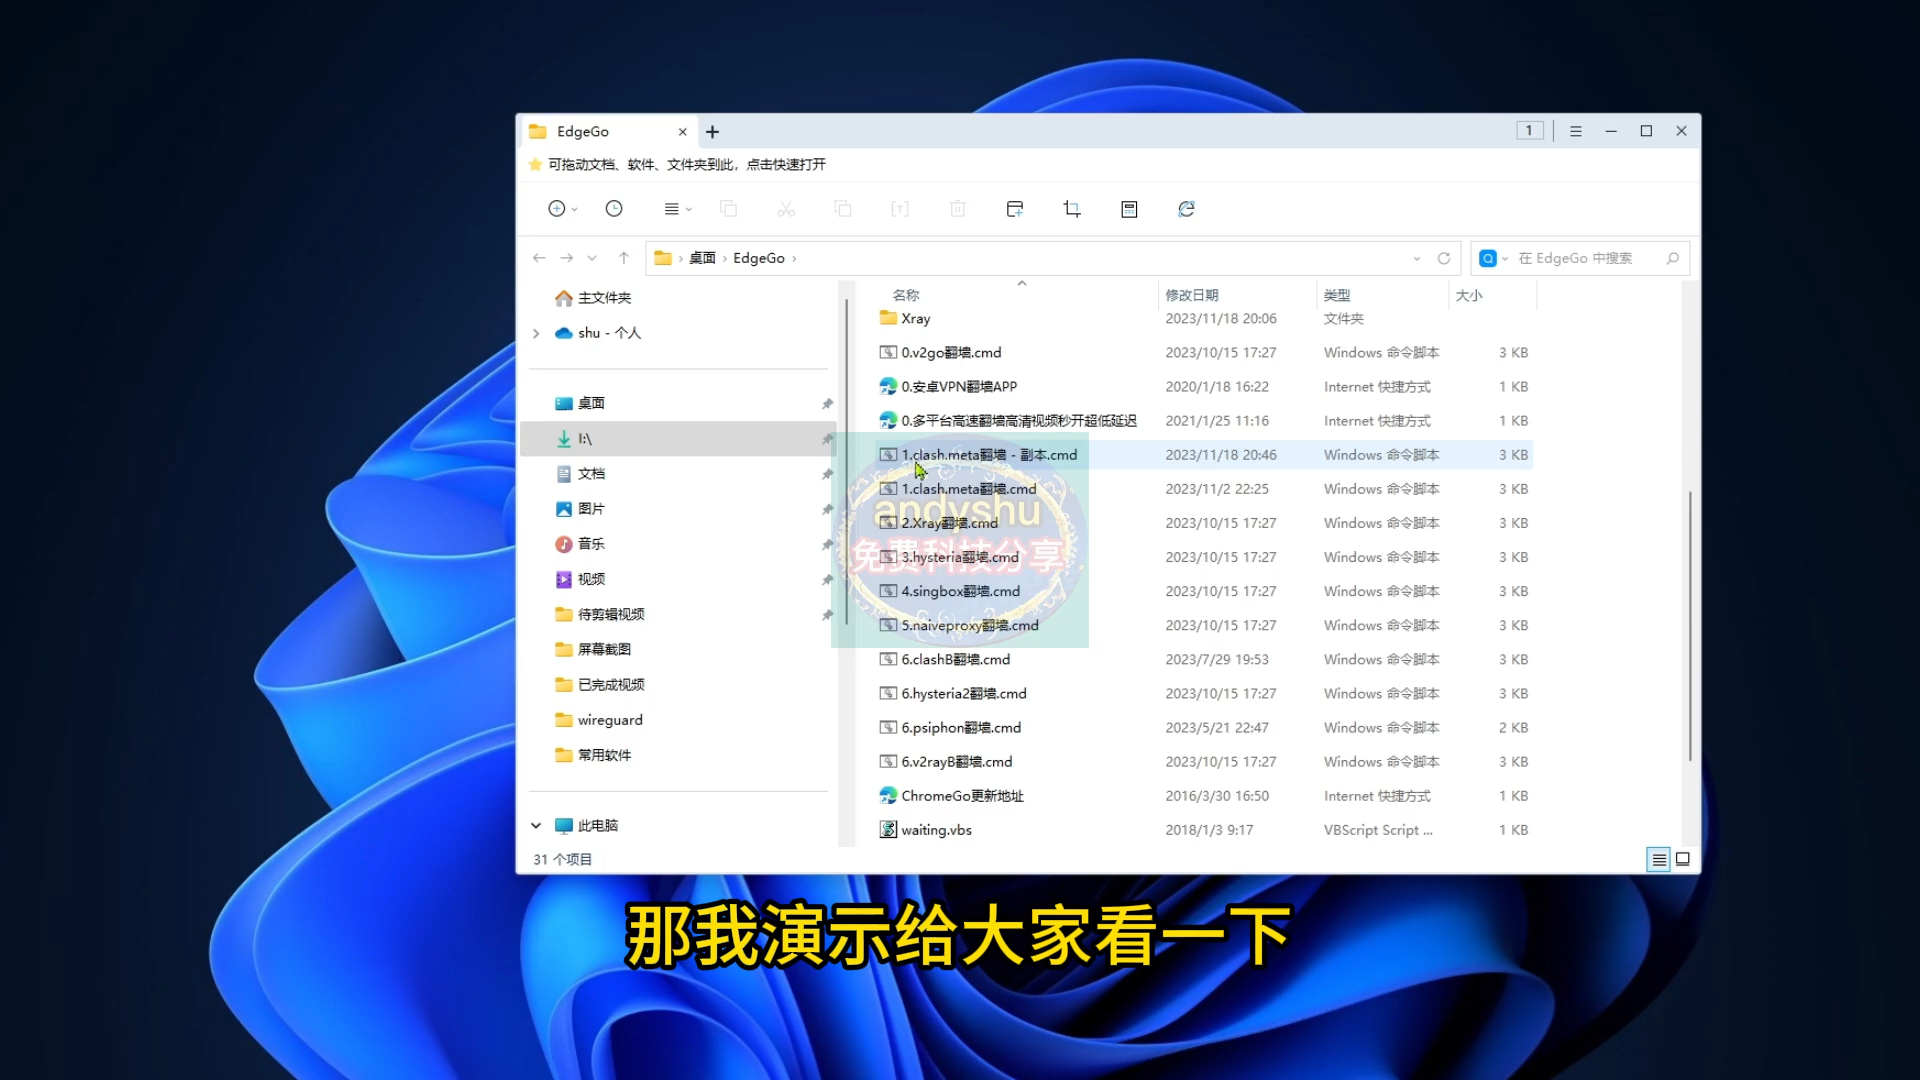 EdgeGo
1
可拖动文档、软件、文件夹到此，点击快速打开
桌面 › EdgeGo ›
在 EdgeGo 中搜索
主文件夹
shu - 个人
桌面
I:\
文档
图片
音乐
视频
待剪辑视频
屏幕截图
已完成视频
wireguard
常用软件
此电脑
31 个项目
名称 修改日期 类型 大小
Xray 2023/11/18 20:06 文件夹
0.v2go翻墙.cmd 2023/10/15 17:27 Windows 命令脚本 3 KB
0.安卓VPN翻墙APP 2020/1/18 16:22 Internet 快捷方式 1 KB
0.多平台高速翻墙高清视频秒开超低延迟 2021/1/25 11:16 Internet 快捷方式 1 KB
1.clash.meta翻墙 - 副本.cmd 2023/11/18 20:46 Windows 命令脚本 3 KB
1.clash.meta翻墙.cmd 2023/11/2 22:25 Windows 命令脚本 3 KB
2.Xray翻墙.cmd 2023/10/15 17:27 Windows 命令脚本 3 KB
3.hysteria翻墙.cmd 2023/10/15 17:27 Windows 命令脚本 3 KB
4.singbox翻墙.cmd 2023/10/15 17:27 Windows 命令脚本 3 KB
5.naiveproxy翻墙.cmd 2023/10/15 17:27 Windows 命令脚本 3 KB
6.clashB翻墙.cmd 2023/7/29 19:53 Windows 命令脚本 3 KB
6.hysteria2翻墙.cmd 2023/10/15 17:27 Windows 命令脚本 3 KB
6.psiphon翻墙.cmd 2023/5/21 22:47 Windows 命令脚本 2 KB
6.v2rayB翻墙.cmd 2023/10/15 17:27 Windows 命令脚本 3 KB
ChromeGo更新地址 2016/3/30 16:50 Internet 快捷方式 1 KB
waiting.vbs 2018/1/3 9:17 VBScript Script ... 1 KB
andyshu
免费科技分享
那我演示给大家看一下